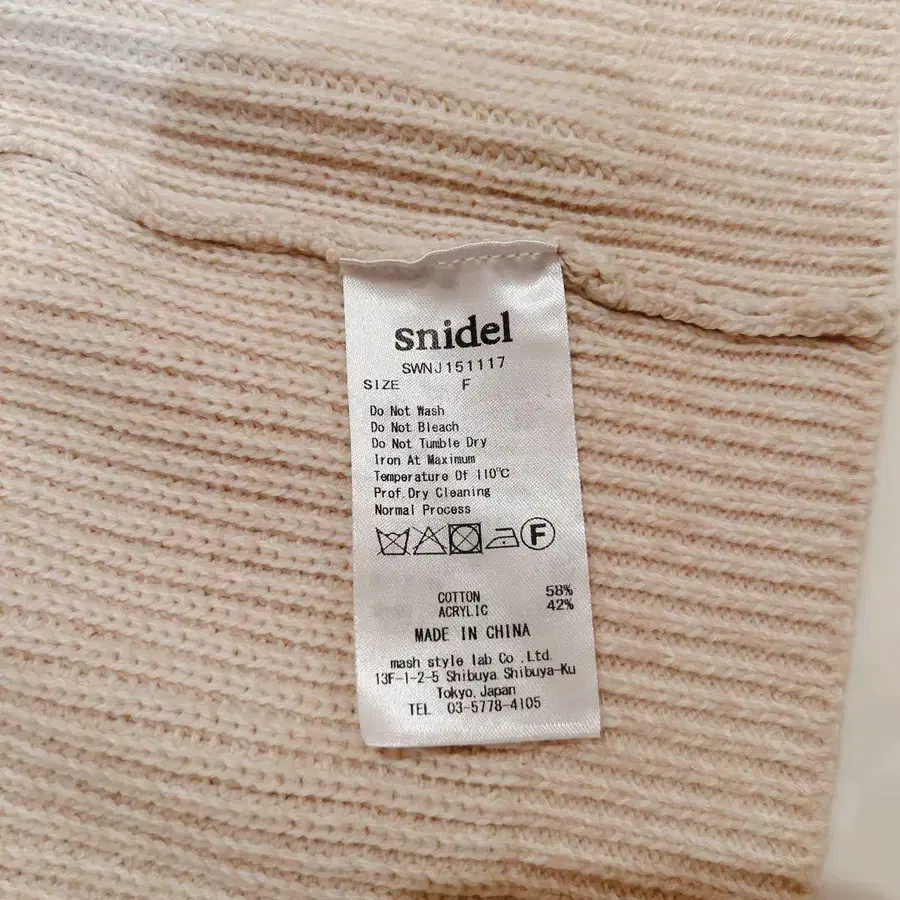 snidel
SWNJ151117
SIZE F
Do Not Wash
Do Not Bleach
Do Not Tumble Dry
Iron At Maximum
Temperature Of 110℃
Prof.Dry Cleaning
Normal Process
F
COTTON 58%
ACRYLIC 42%
MADE IN CHINA
mash style lab Co.,Ltd.
13F-1-2-5 Shibuya Shibuya-Ku
Tokyo.Japan
TEL 03-5778-4105